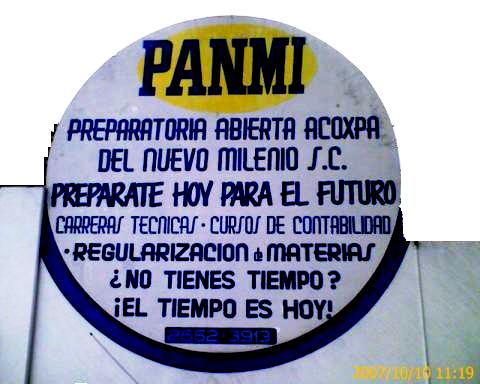 PANMI
PREPARATORIA ABIERTA ACOXPA
DEL NUEVO MILENIO S.C.
PREPARATE HOY PARA EL FUTURO
CARRERAS TECNICAS · CURSOS DE CONTABILIDAD
· REGULARIZACION de MATERIAS
¿NO TIENES TIEMPO?
¡EL TIEMPO ES HOY!
2652-3913
2007/10/10 11:19